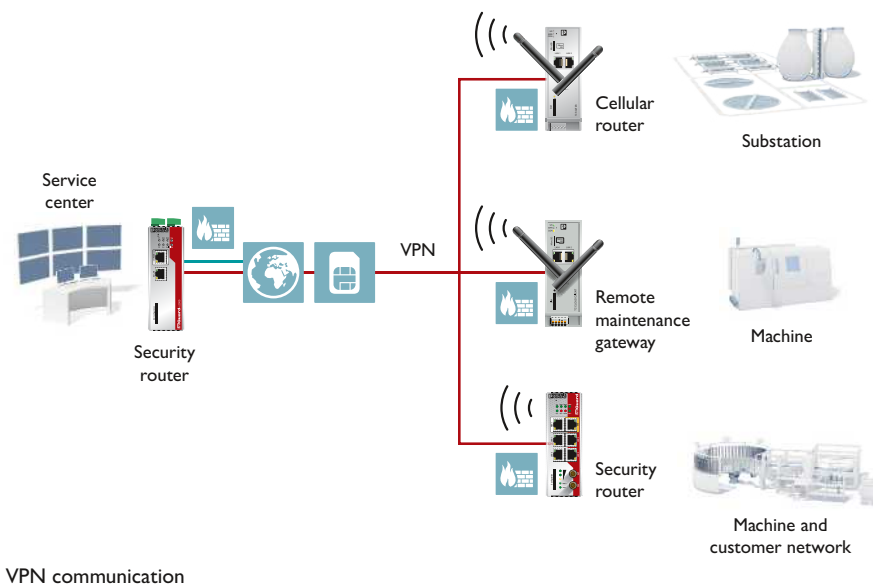 Cellular
router
Substation
Service
center
VPN
Security
router
Remote
maintenance
gateway
Machine
Security
router
Machine and
customer network
VPN communication